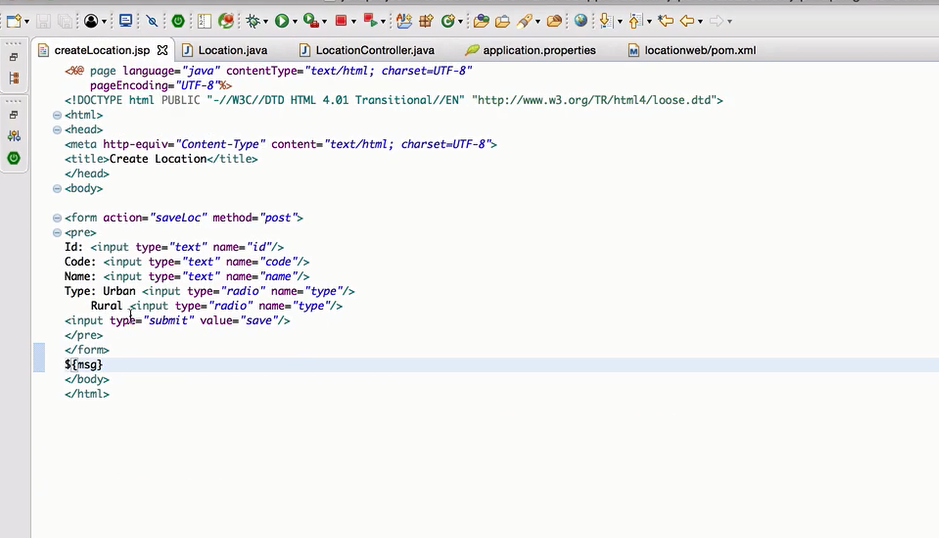 createLocation.jsp
Location.java
LocationController.java
application.properties
locationweb/pom.xml
<%@ page language="java" contentType="text/html; charset=UTF-8"
pageEncoding="UTF-8"%>
<!DOCTYPE html PUBLIC "-//W3C//DTD HTML 4.01 Transitional//EN" "http://www.w3.org/TR/html4/loose.dtd">
<html>
<head>
<meta http-equiv="Content-Type" content="text/html; charset=UTF-8">
<title>Create Location</title>
</head>
<body>
<form action="saveLoc" method="post">
<pre>
Id: <input type="text" name="id"/>
Code: <input type="text" name="code"/>
Name: <input type="text" name="name"/>
Type: Urban <input type="radio" name="type"/>
Rural <input type="radio" name="type"/>
<input type="submit" value="save"/>
</pre>
</form>
${msg}
</body>
</html>